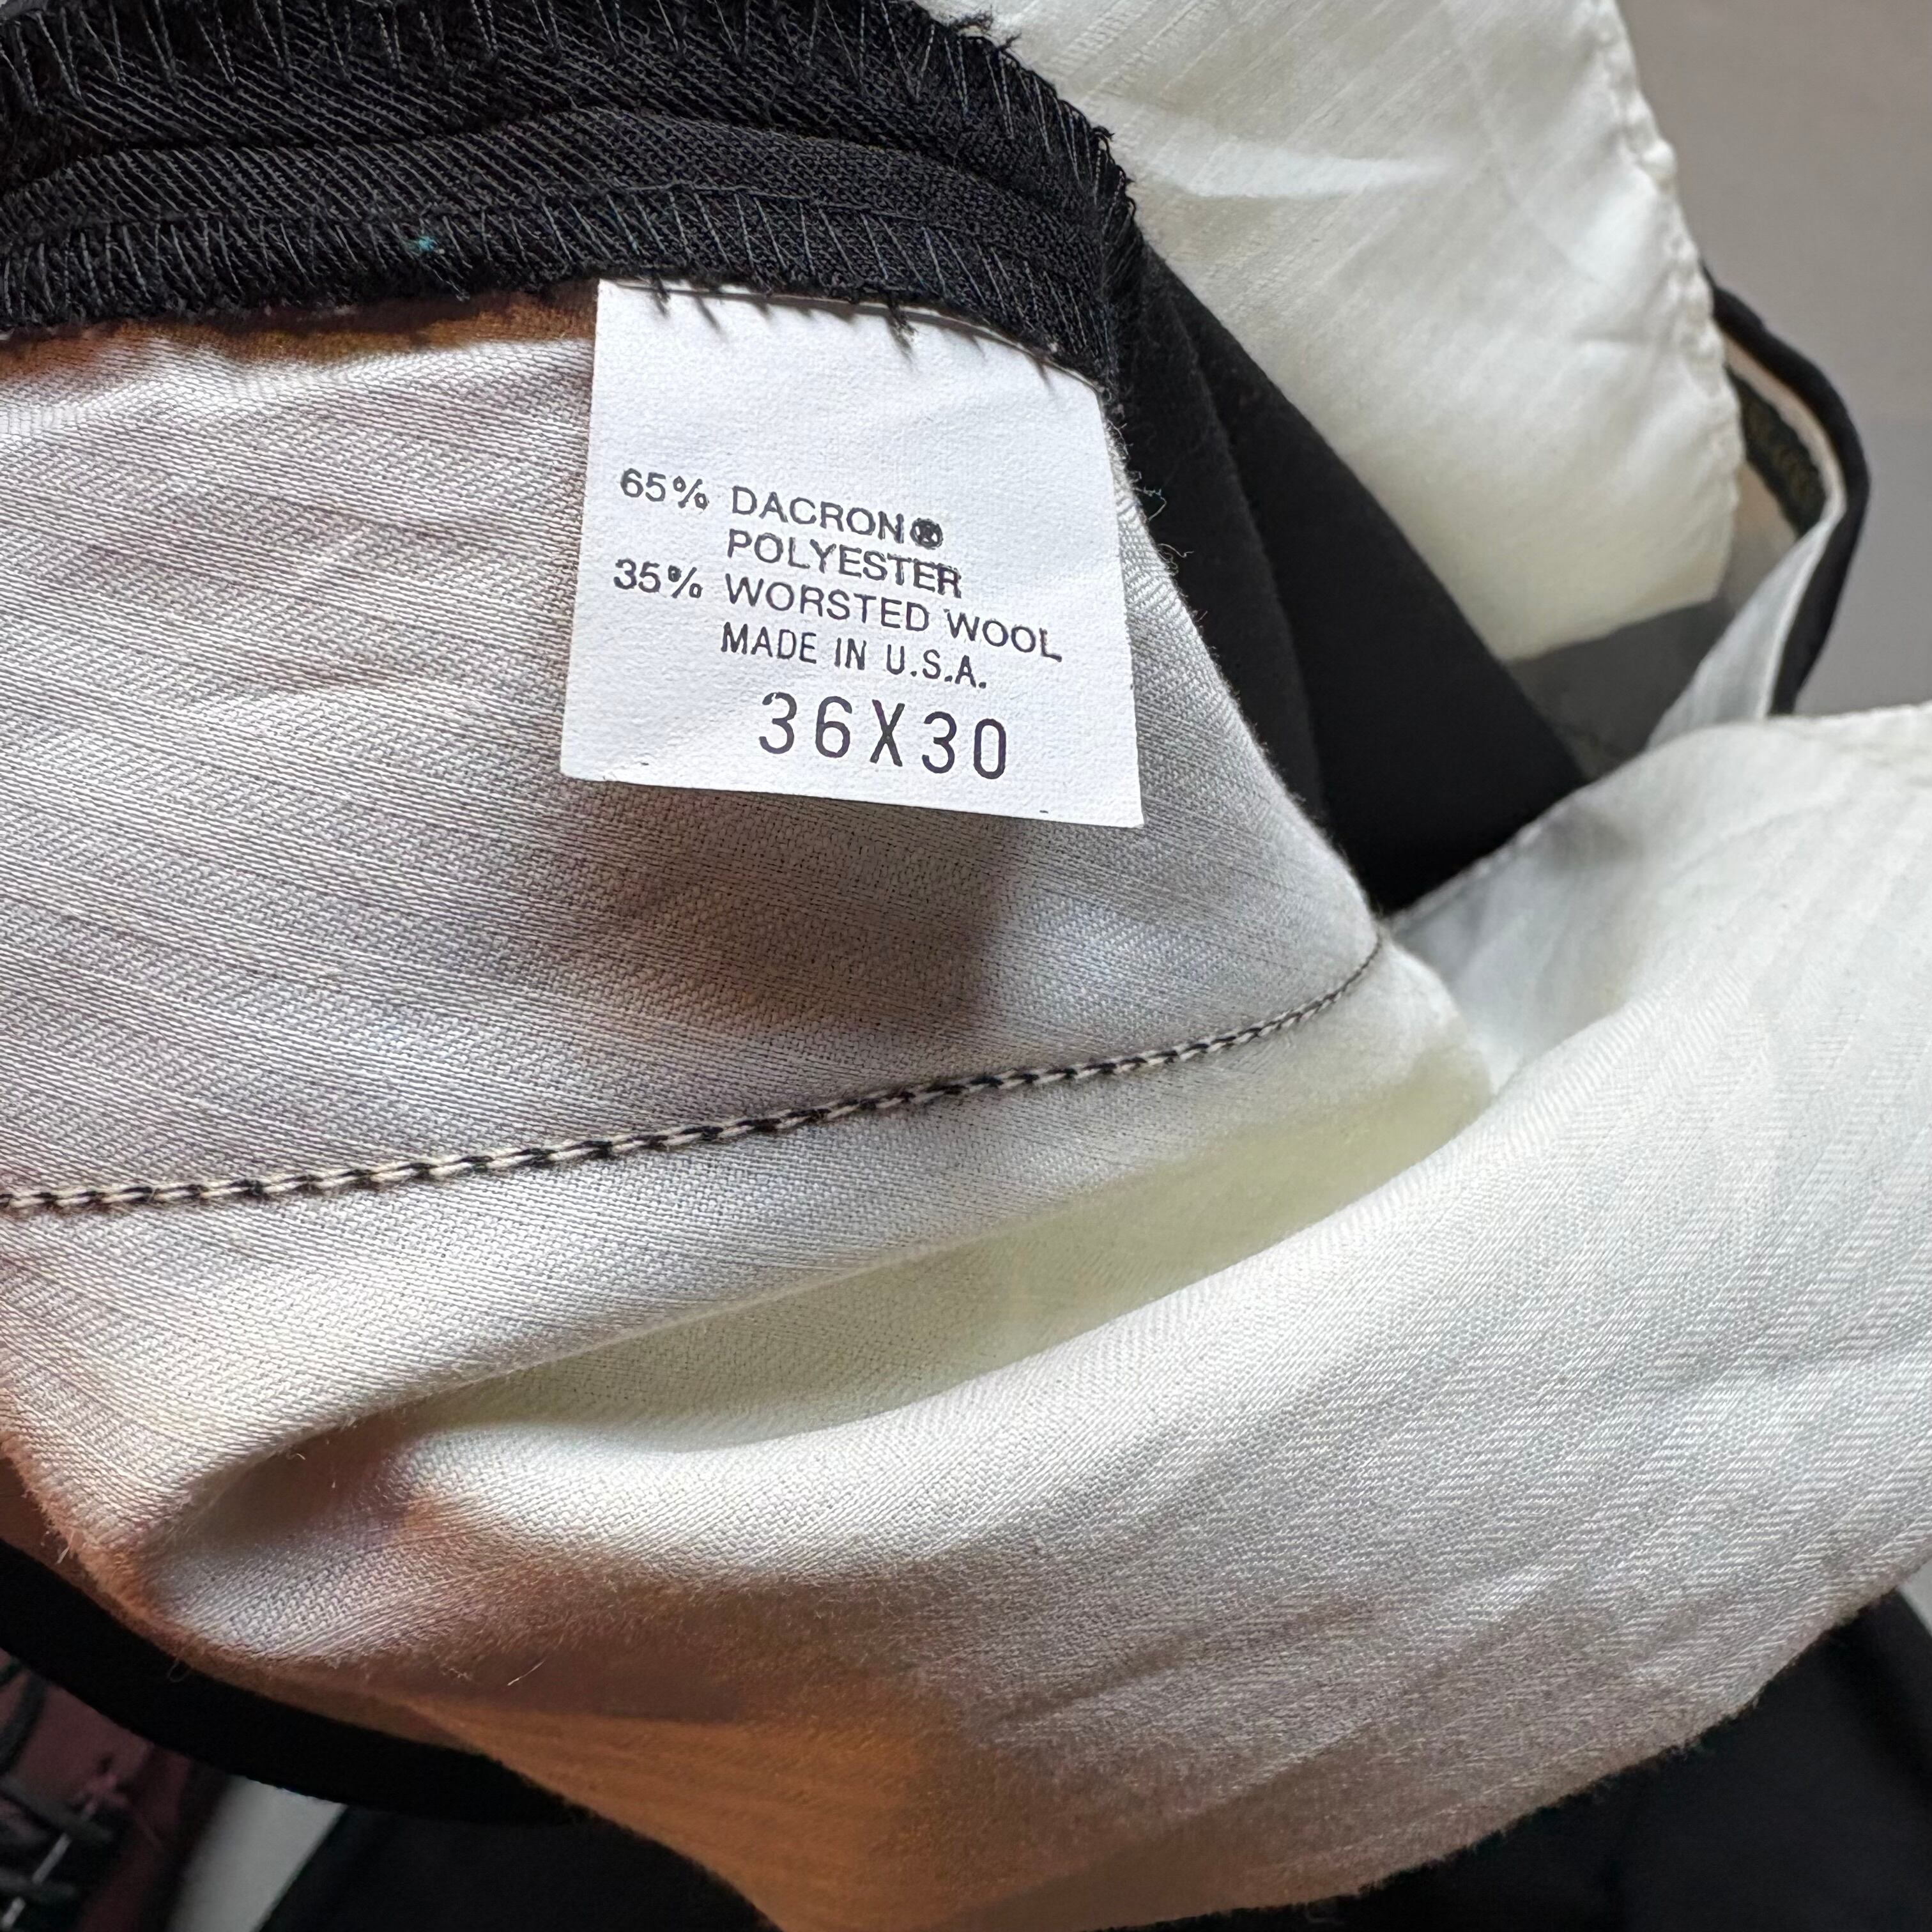 65% DACRON®
POLYESTER
35% WORSTED WOOL
MADE IN U.S.A.
36X30